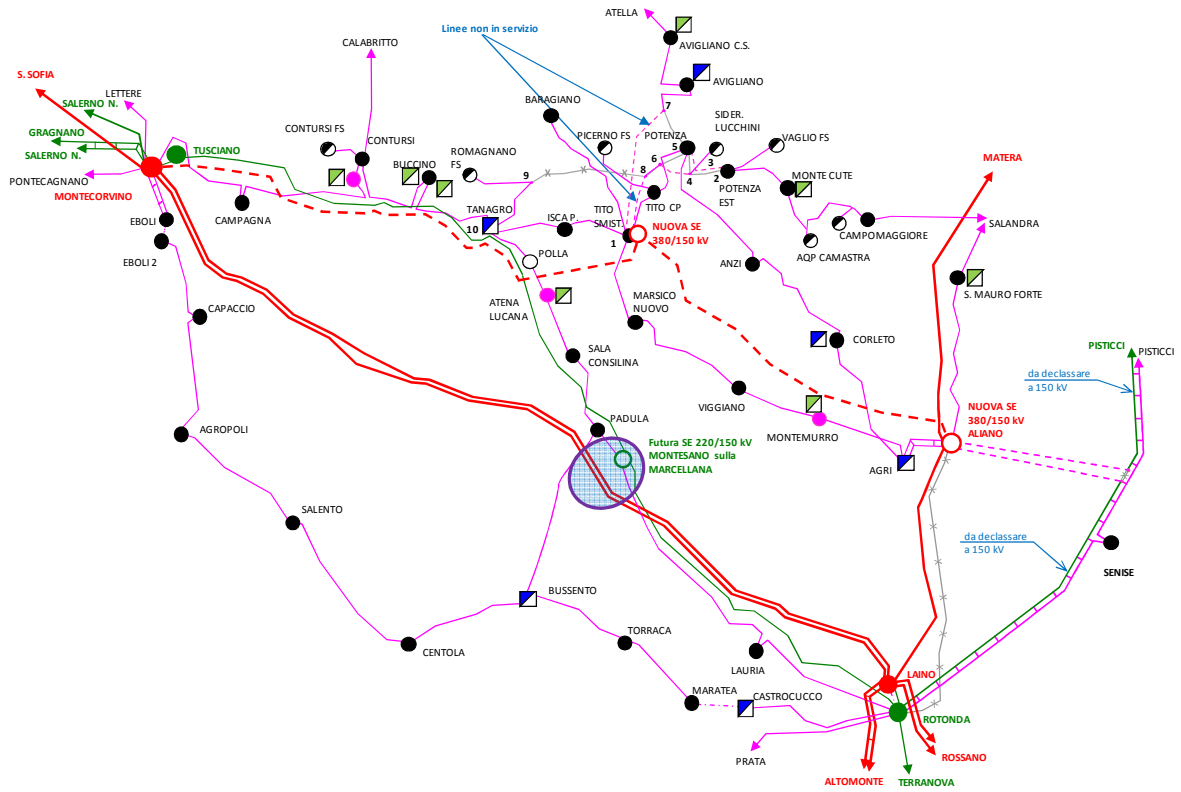 ATELLA
Linee non in servizio
AVIGLIANO C.S.
CALABRITTO
S. SOFIA
LETTERE
SALERNO N.
AVIGLIANO
BARAGIANO
7
SIDER.
LUCCHINI
GRAGNANO
CONTURSI FS
PICERNO FS
POTENZA
VAGLIO FS
SALERNO N.
TUSCIANO
CONTURSI
ROMAGNANO
FS
5
6
3
MATERA
BUCCINO
9
8
4
2
PONTECAGNANO
MONTECORVINO
POTENZA
EST
MONTE CUTE
TITO CP
EBOLI
CAMPAGNA
TANAGRO
ISCA P.
TITO
SMIST.
10
1
NUOVA SE
380/150 kV
CAMPOMAGGIORE
SALANDRA
EBOLI 2
POLLA
AQP CAMASTRA
ANZI
ATENA
LUCANA
MARSICO
NUOVO
S. MAURO FORTE
CAPACCIO
CORLETO
SALA
CONSILINA
PISTICCI
PISTICCI
da declassare
a 150 kV
VIGGIANO
NUOVA SE
380/150 kV
ALIANO
PADULA
AGROPOLI
MONTEMURRO
Futura SE 220/150 kV
MONTESANO sulla
MARCELLANA
AGRI
SALENTO
da declassare
a 150 kV
SENISE
BUSSENTO
TORRACA
CENTOLA
LAURIA
LAINO
MARATEA
CASTROCUCCO
ROTONDA
PRATA
ROSSANO
ALTOMONTE
TERRANOVA